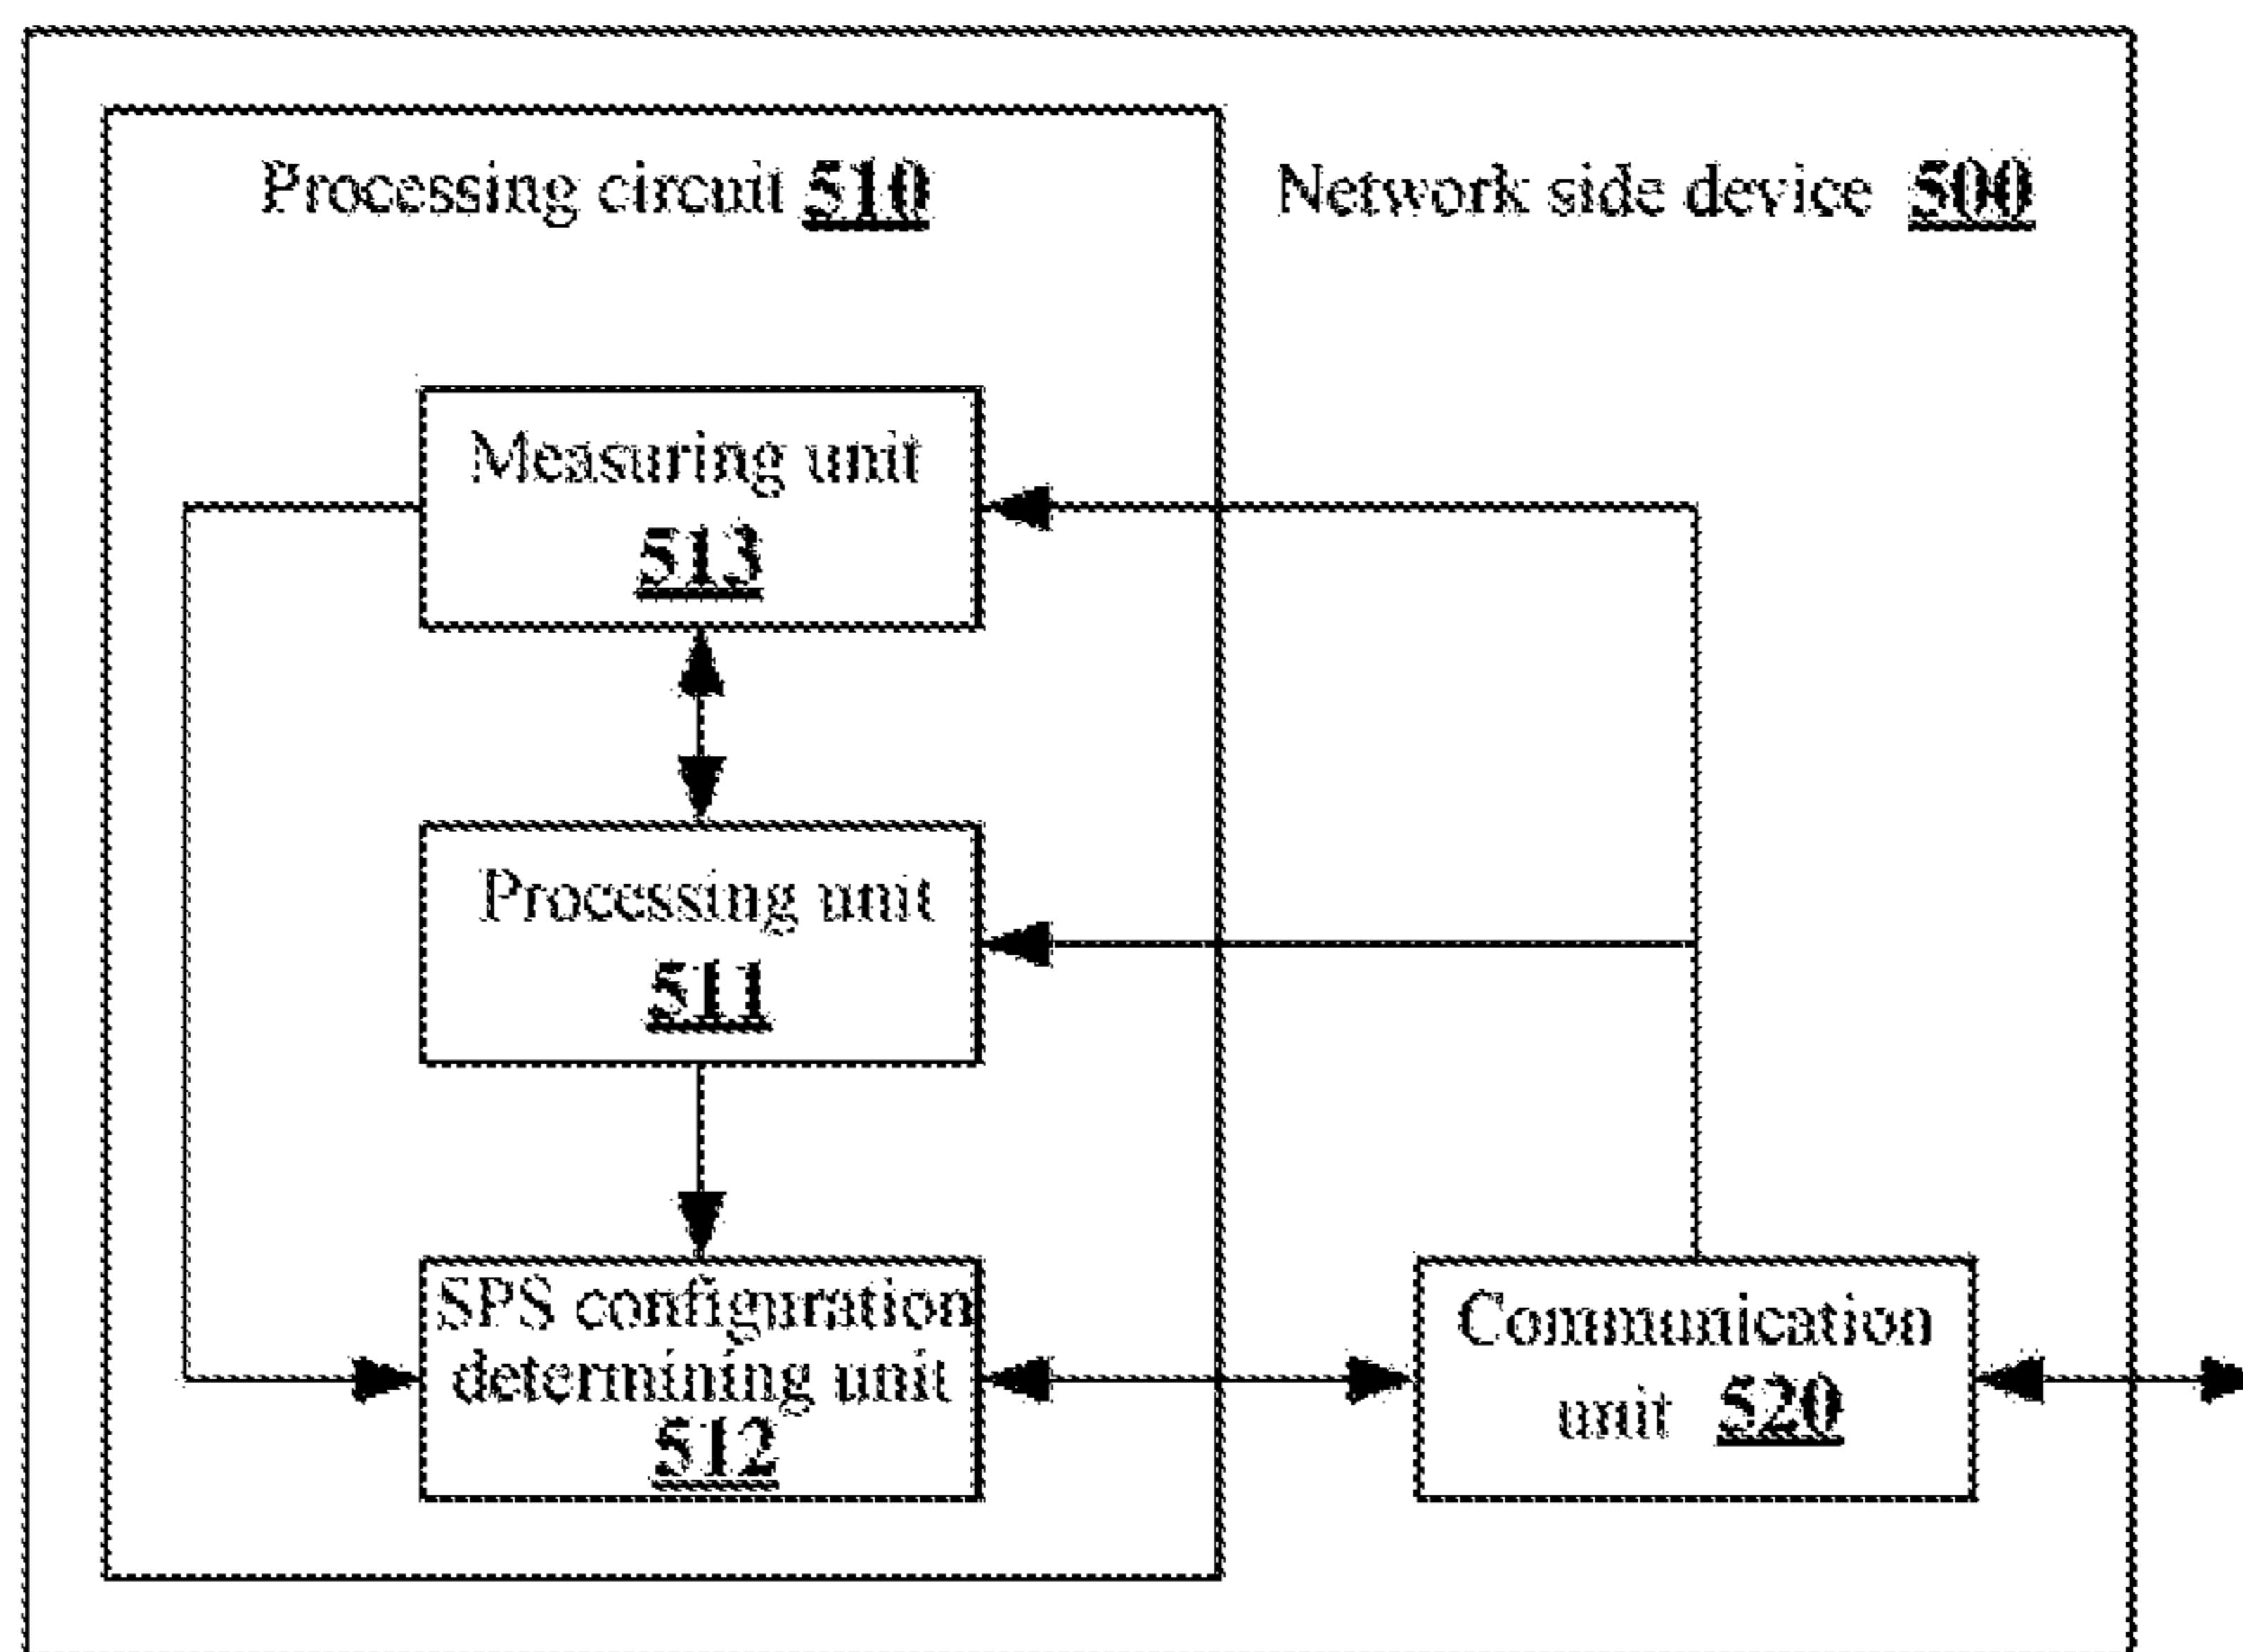 Processing circuit 510
Network side device 500
Measuring unit
513
Processing unit
511
SPS configuration
determining unit
512
Communication
unit 520